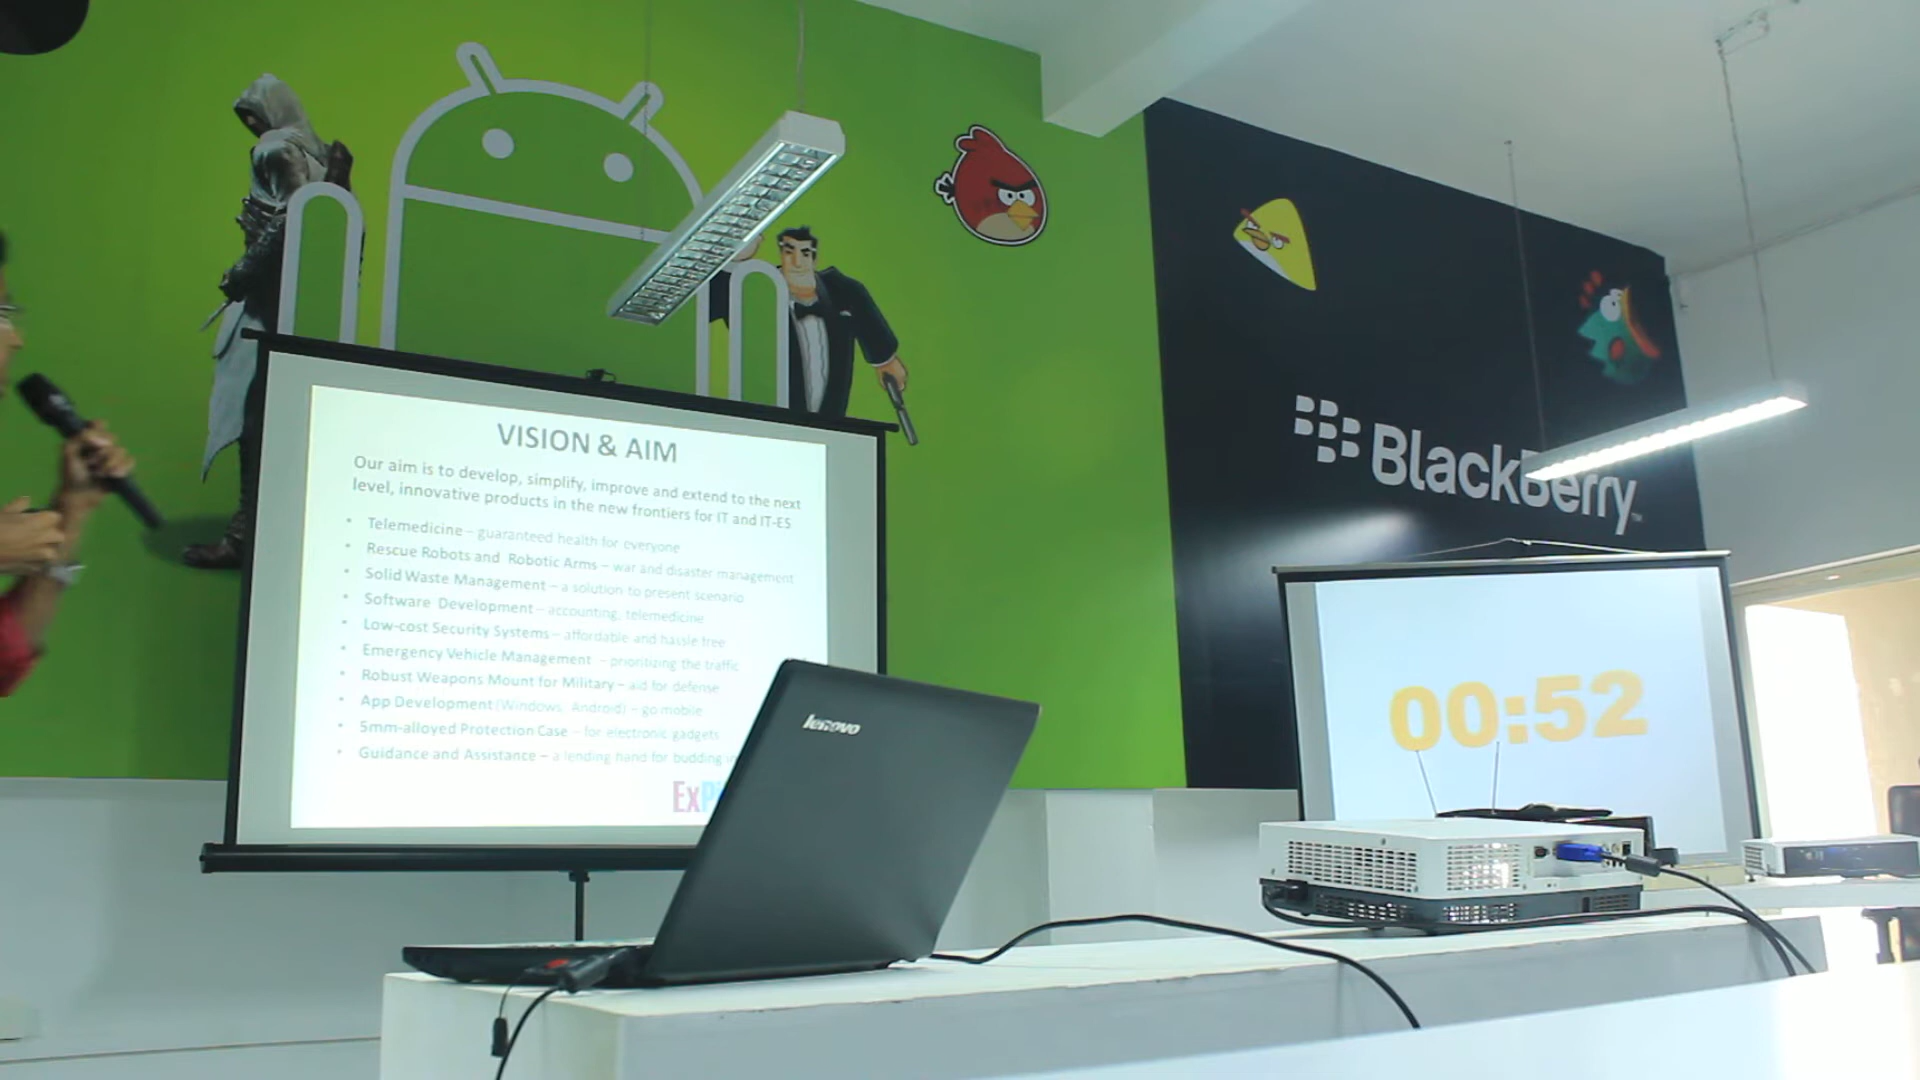 VISION & AIM
Our aim is to develop, simplify, improve and extend to the next
level, innovative products in the new frontiers for IT and IT-ES
• Telemedicine – guaranteed health for everyone
• Rescue Robots and Robotic Arms – war and disaster management
• Solid Waste Management – a solution to present scenario
• Software Development – accounting, telemedicine
• Low-cost Security Systems – affordable and hassle free
• Emergency Vehicle Management – prioritizing the traffic
• Robust Weapons Mount for Military – aid for defense
• App Development (Windows, Android) – go mobile
• 5mm-alloyed Protection Case – for electronic gadgets
• Guidance and Assistance – a lending hand for budding
lenovo
BlackBerry™
00:52